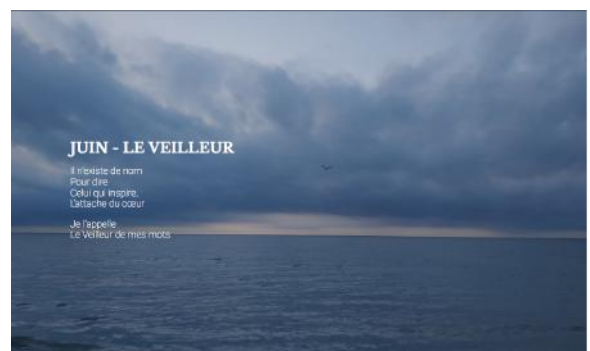 JUIN - LE VEILLEUR
Il n'existe de nom
Pour dire
Celui qui inspire,
L'attache du cœur
Je l'appelle
Le Veilleur de mes mots